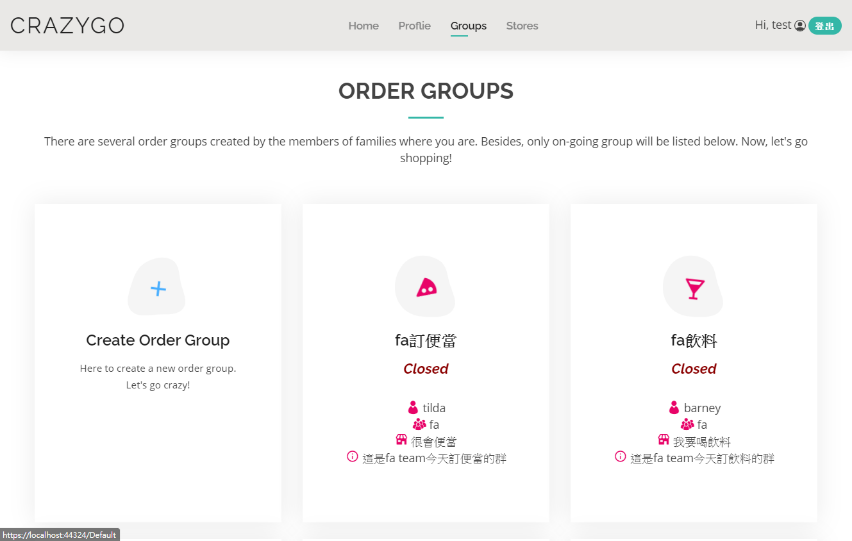 CRAZYGO
Home Proflie Groups Stores
Hi, test 登出
ORDER GROUPS
There are several order groups created by the members of families where you are. Besides, only on-going group will be listed below. Now, let's go
shopping!
Create Order Group
Here to create a new order group.
Let's go crazy!
fa訂便當
Closed
tilda
fa
很會便當
這是fa team今天訂便當的群
fa飲料
Closed
barney
fa
我要喝飲料
這是fa team今天訂飲料的群
https://localhost:44324/Default